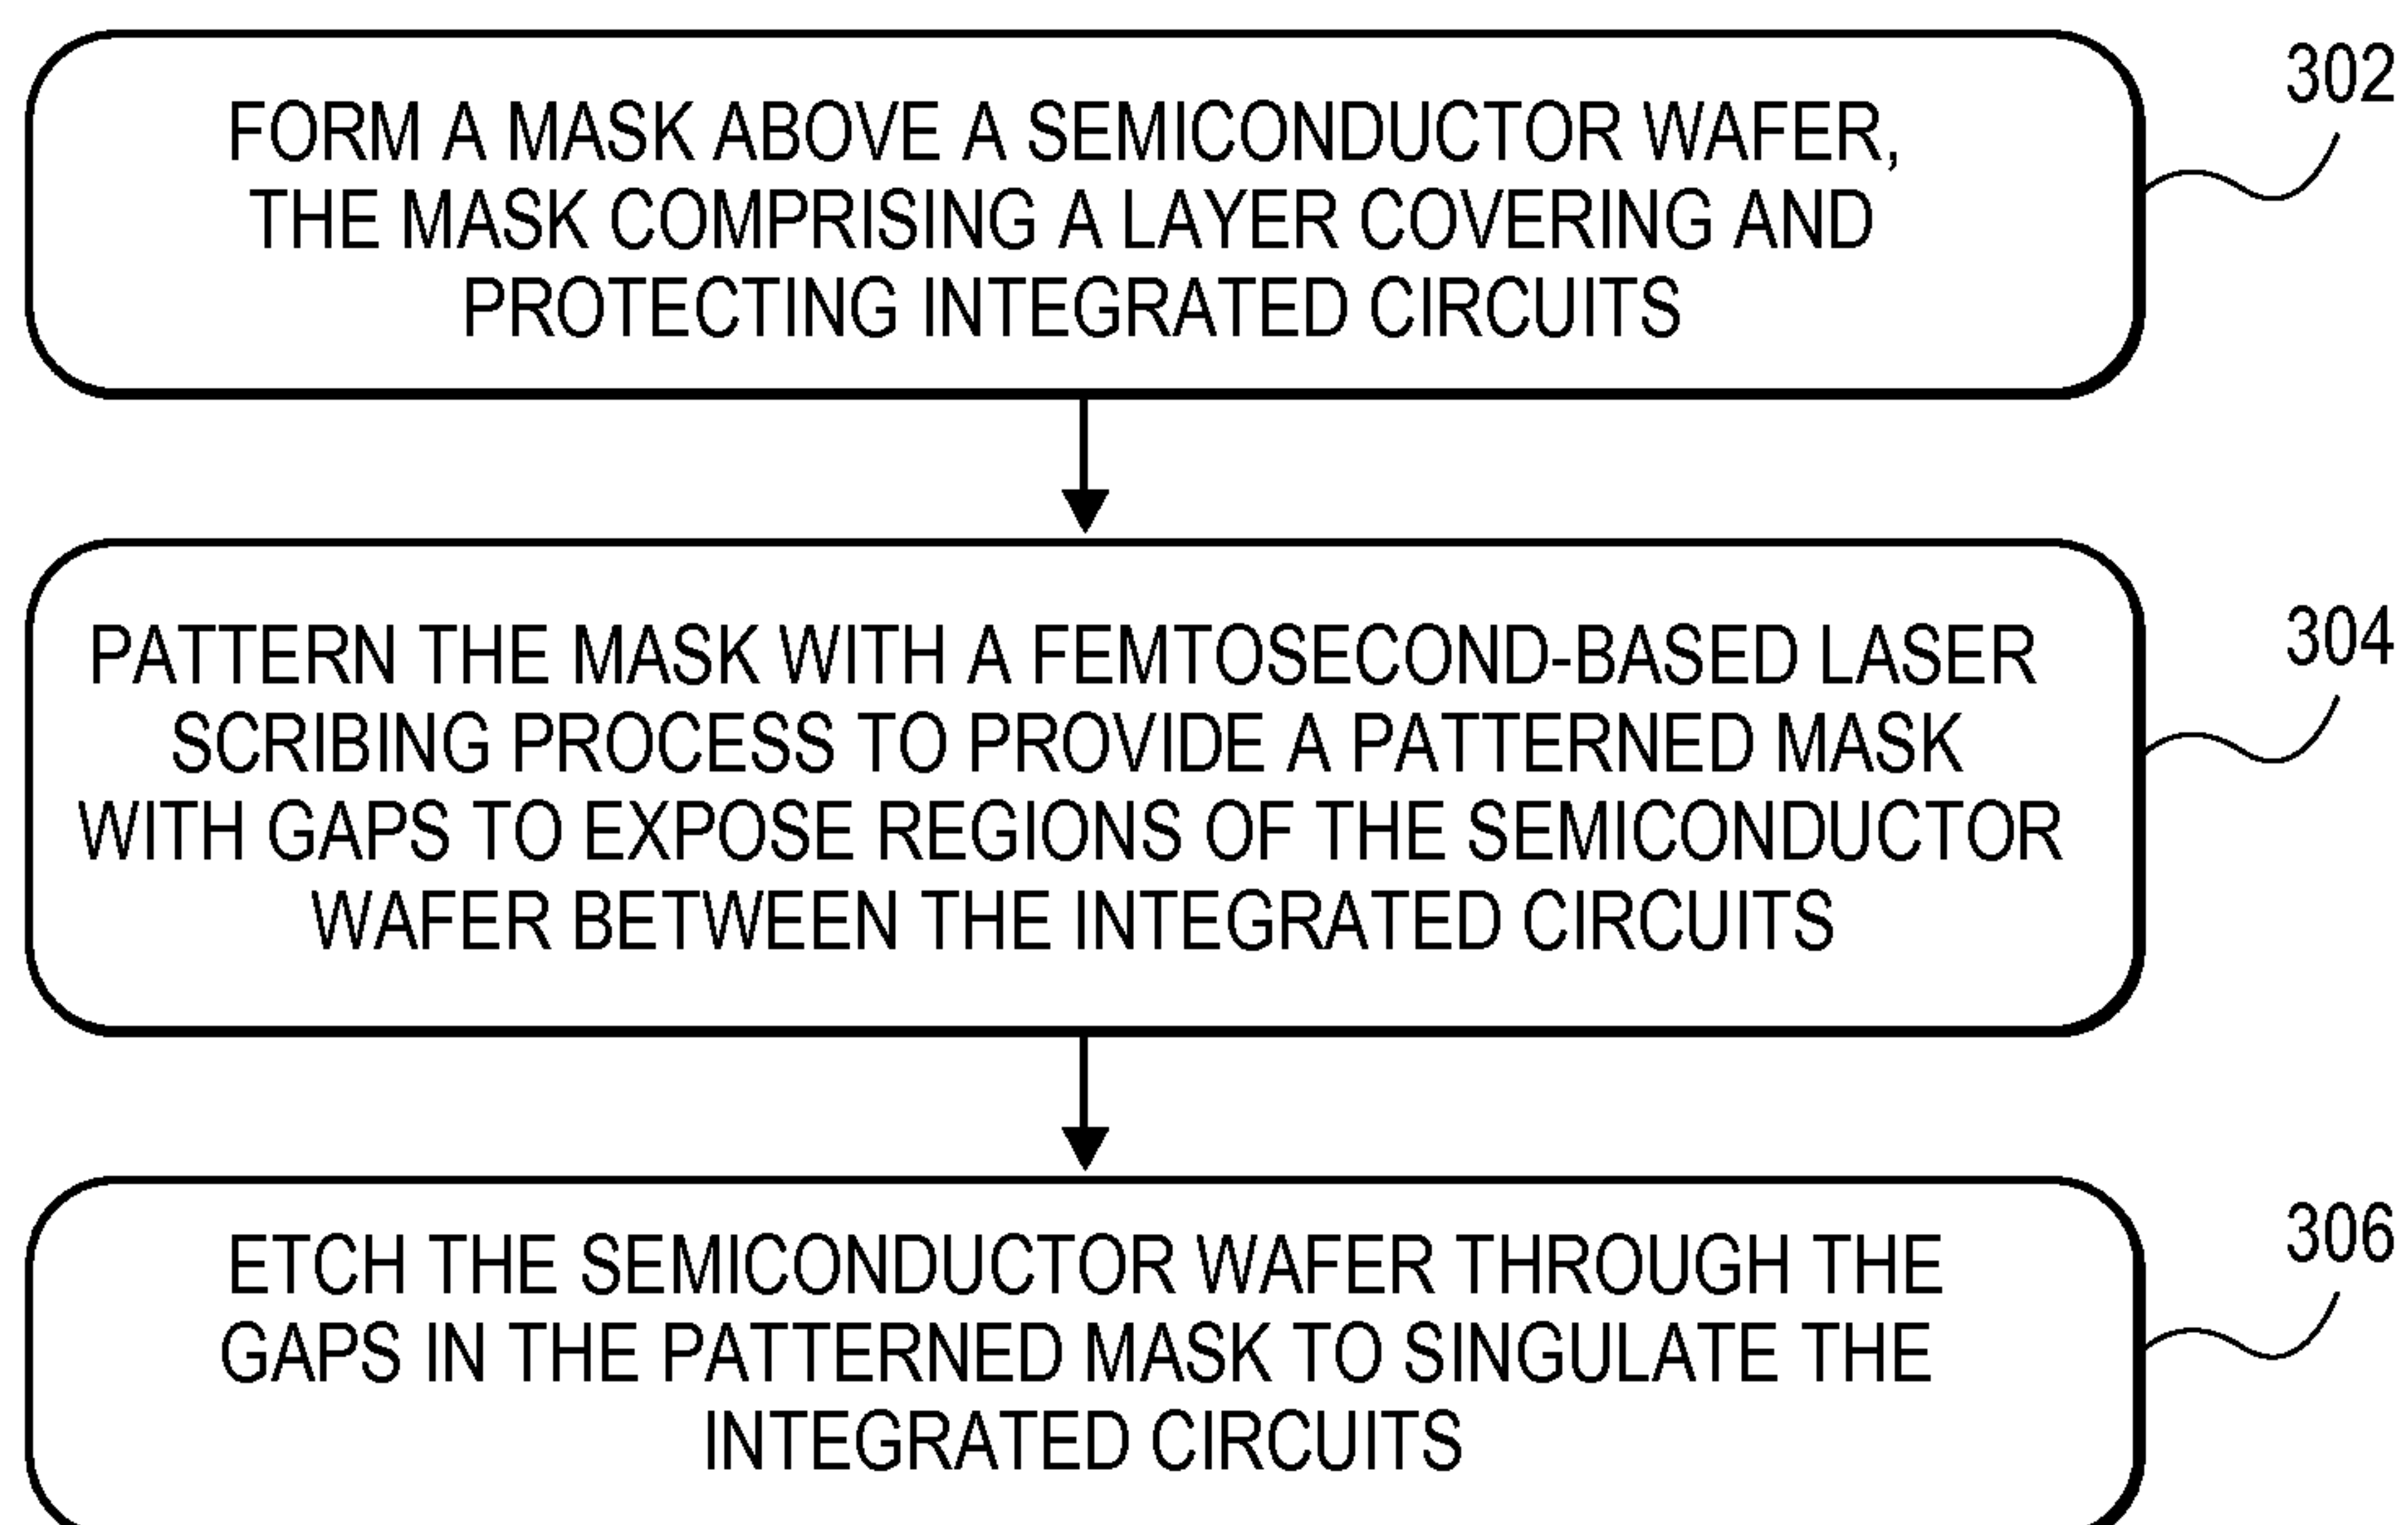 FORM A MASK ABOVE A SEMICONDUCTOR WAFER,
THE MASK COMPRISING A LAYER COVERING AND
PROTECTING INTEGRATED CIRCUITS
302
PATTERN THE MASK WITH A FEMTOSECOND-BASED LASER
SCRIBING PROCESS TO PROVIDE A PATTERNED MASK
WITH GAPS TO EXPOSE REGIONS OF THE SEMICONDUCTOR
WAFER BETWEEN THE INTEGRATED CIRCUITS
304
ETCH THE SEMICONDUCTOR WAFER THROUGH THE
GAPS IN THE PATTERNED MASK TO SINGULATE THE
INTEGRATED CIRCUITS
306